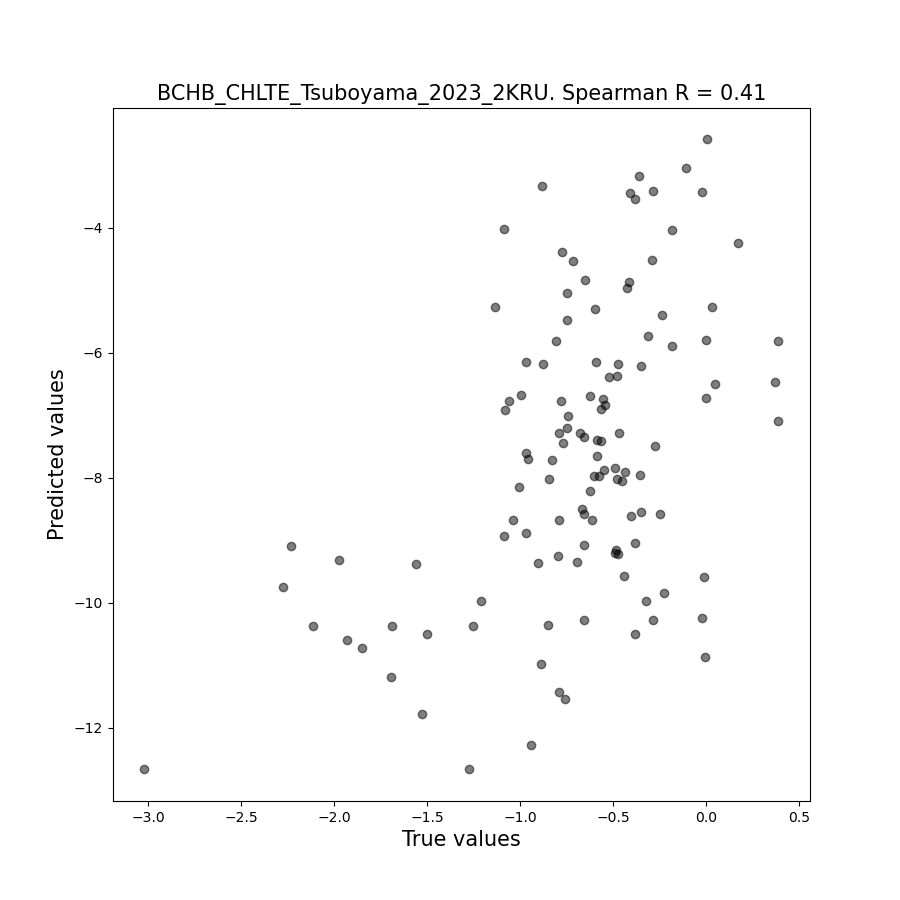 BCHB_CHLTE_Tsuboyama_2023_2KRU. Spearman R = 0.41
Predicted values
−4
−6
−8
−10
−12
−3.0 −2.5 −2.0 −1.5 −1.0 −0.5 0.0 0.5
True values